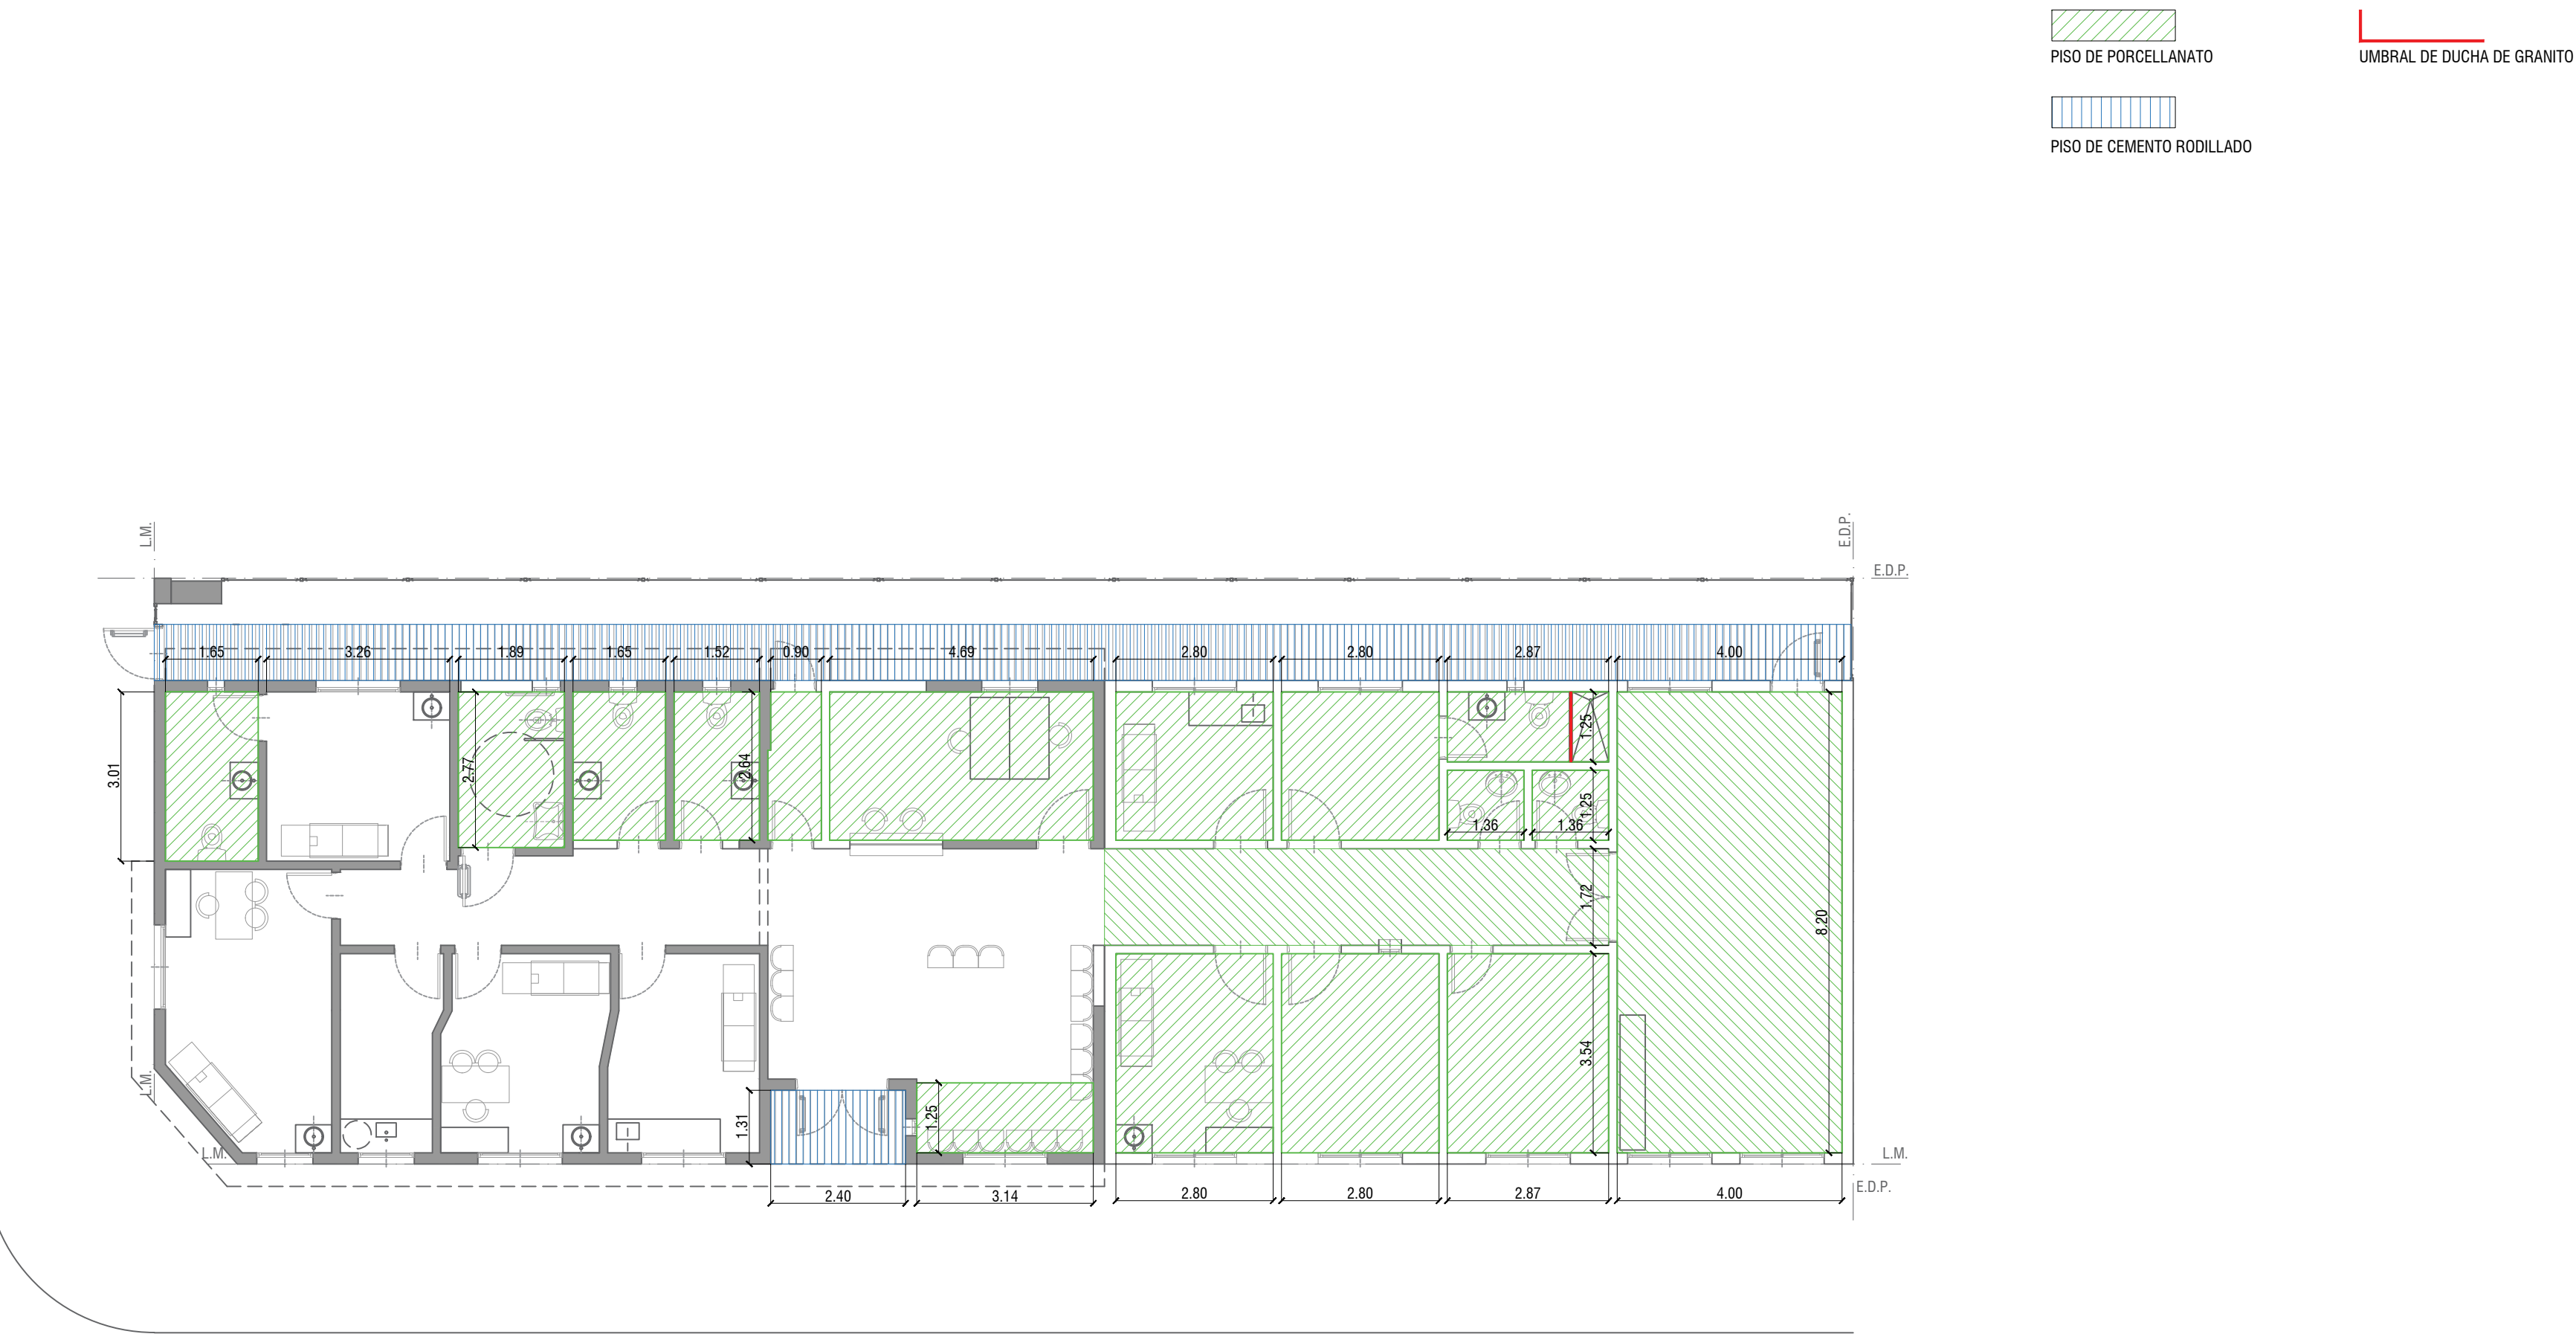 PISO DE PORCELLANATO
UMBRAL DE DUCHA DE GRANITO
PISO DE CEMENTO RODILLADO
L.M.
E.D.P.
E.D.P.
1.65
3.26
1.89
1.65
1.52
0.90
4.69
2.80
2.80
2.87
4.00
3.01
2.77
2.64
1.25
1.25
1.36
1.36
1.72
8.20
3.54
L.M.
1.31
1.25
L.M.
L.M.
E.D.P.
2.40
3.14
2.80
2.80
2.87
4.00